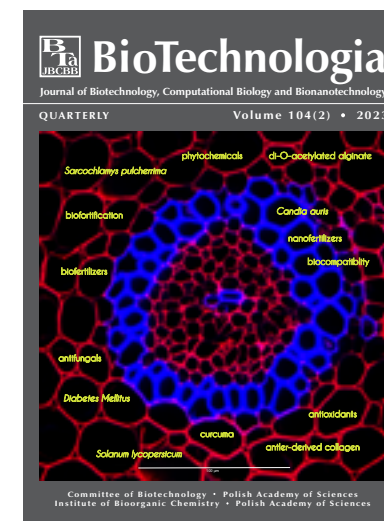 BTa
JBCBB
BioTechnologia
Journal of Biotechnology, Computational Biology and Bionanotechnology
QUARTERLY
Volume 104(2) • 2023
phytochemicals
di-O-acetylated alginate
Sarcochlamys pulcherrima
biofortification
Candia auris
nanofertilizers
biocompatiblity
biofertilizers
antifungals
Diabetes Mellitus
antioxidants
curcuma
Solanum lycopersicum
antler-derived collagen
Committee of Biotechnology • Polish Academy of Sciences
Institute of Bioorganic Chemistry • Polish Academy of Sciences